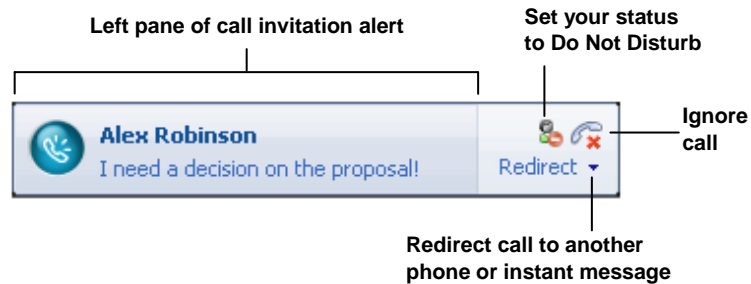 Left pane of call invitation alert
Set your status
to Do Not Disturb
Alex Robinson
I need a decision on the proposal!
Redirect
Ignore
call
Redirect call to another
phone or instant message